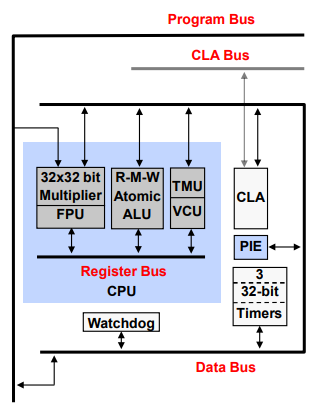 Program Bus
CLA Bus
32x32 bit
Multiplier
FPU
R-M-W
Atomic
ALU
TMU
VCU
CLA
PIE
Register Bus
CPU
3
32-bit
Timers
Watchdog
Data Bus